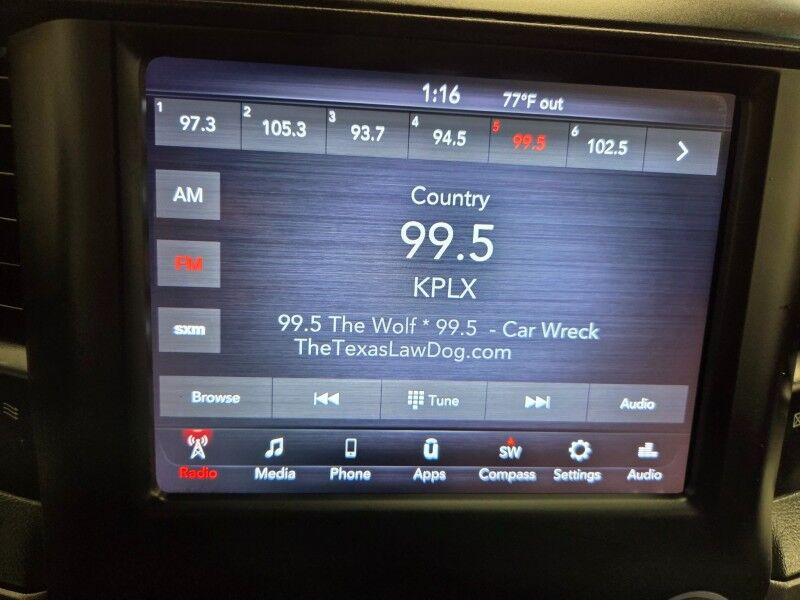 1:16 77°F out
1 97.3 2 105.3 3 93.7 4 94.5 5 99.5 6 102.5
AM
Country
99.5
FM
KPLX
99.5 The Wolf * 99.5 - Car Wreck
sxm
TheTexasLawDog.com
Browse Tune Audio
SW
Radio Media Phone Apps Compass Settings Audio